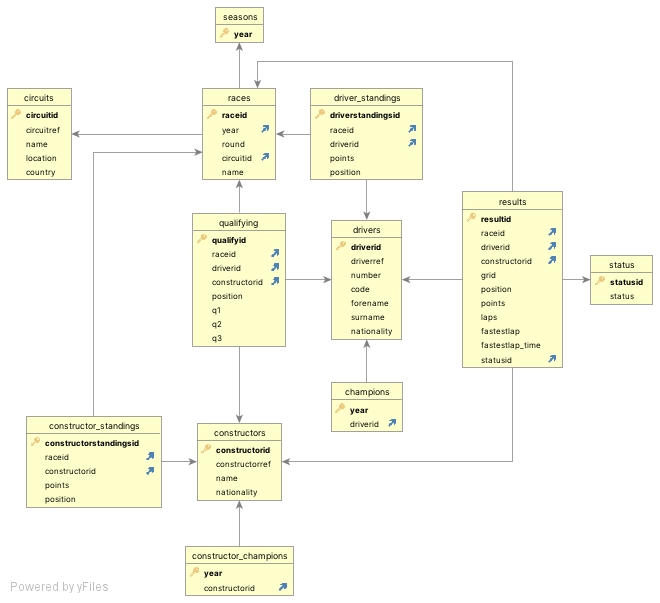 seasons
year
circuits
circuitid
circuitref
name
location
country
races
raceid
year
round
circuitid
name
driver_standings
driverstandingsid
raceid
driverid
points
position
qualifying
qualifyid
raceid
driverid
constructorid
position
q1
q2
q3
drivers
driverid
driverref
number
code
forename
surname
nationality
results
resultid
raceid
driverid
constructorid
grid
position
points
laps
fastestlap
fastestlap_time
statusid
status
statusid
status
champions
year
driverid
constructor_standings
constructorstandingsid
raceid
constructorid
points
position
constructors
constructorid
constructorref
name
nationality
constructor_champions
year
constructorid
Powered by yFiles